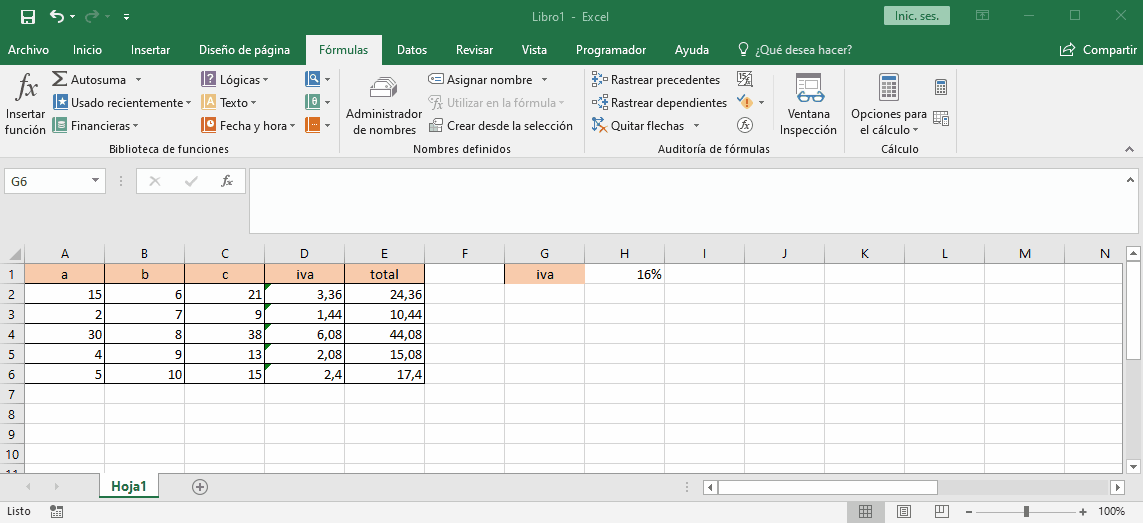 Libro1 - Excel
Inic. ses.
Archivo Inicio Insertar Diseño de página Fórmulas Datos Revisar Vista Programador Ayuda ¿Qué desea hacer? Compartir
fx Insertar función
Autosuma
Usado recientemente
Financieras
? Lógicas
A Texto
Fecha y hora
θ
Biblioteca de funciones
Administrador de nombres
Asignar nombre
Utilizar en la fórmula
Crear desde la selección
Nombres definidos
Rastrear precedentes
Rastrear dependientes
Quitar flechas
Ventana Inspección
Auditoría de fórmulas
Opciones para el cálculo
Cálculo
G6 fx
A B C D E F G H I J K L M N
1 a b c iva total iva 16%
2 15 6 21 3,36 24,36
3 2 7 9 1,44 10,44
4 30 8 38 6,08 44,08
5 4 9 13 2,08 15,08
6 5 10 15 2,4 17,4
7
8
9
10
11
Hoja1
Listo 100%